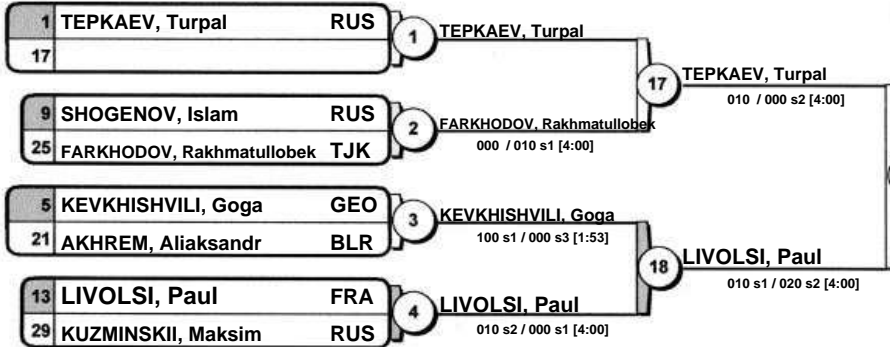 1 TEPKAEV, Turpal RUS
17
1 TEPKAEV, Turpal
17 TEPKAEV, Turpal
010 / 000 s2 [4:00]
9 SHOGENOV, Islam RUS
25 FARKHODOV, Rakhmatullobek TJK
2 FARKHODOV, Rakhmatullobek
000 / 010 s1 [4:00]
5 KEVKHISHVILI, Goga GEO
21 AKHREM, Aliaksandr BLR
3 KEVKHISHVILI, Goga
100 s1 / 000 s3 [1:53]
18 LIVOLSI, Paul
010 s1 / 020 s2 [4:00]
13 LIVOLSI, Paul FRA
29 KUZMINSKII, Maksim RUS
4 LIVOLSI, Paul
010 s2 / 000 s1 [4:00]